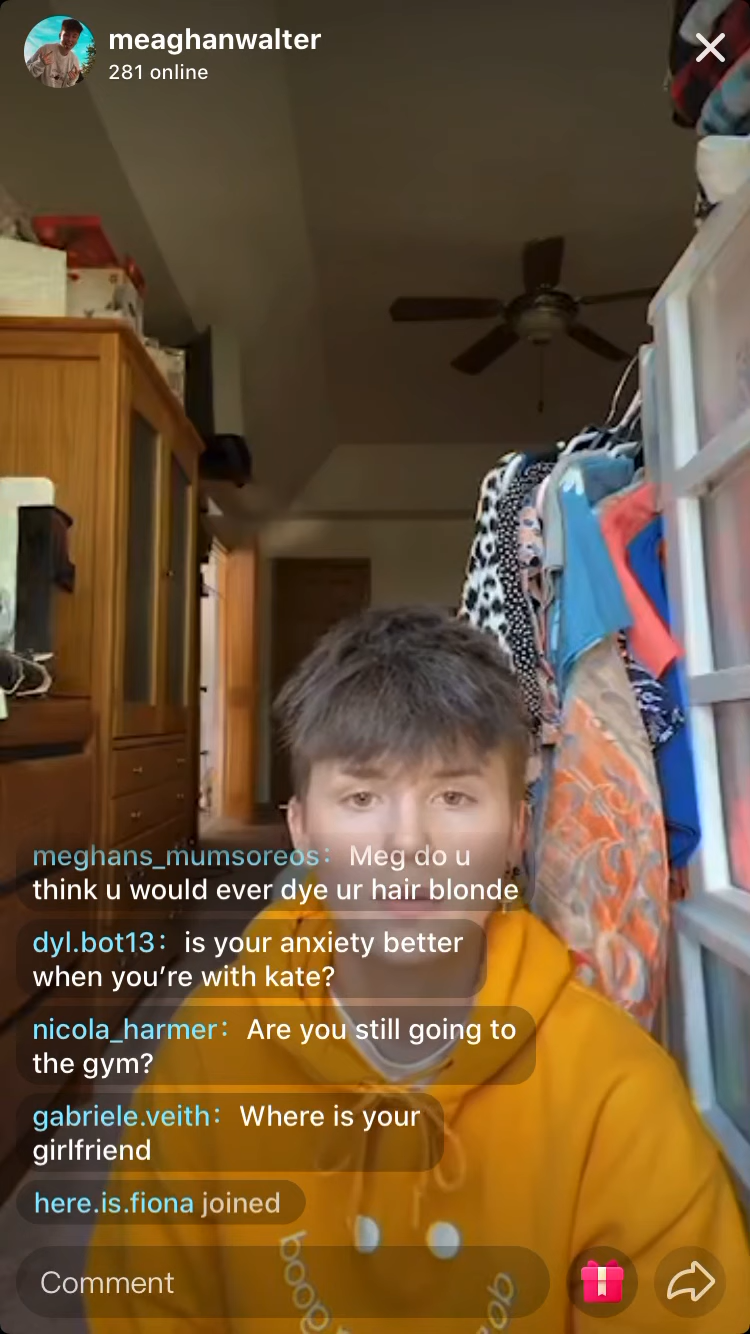 meaghanwalter
281 online
meghans_mumsoreos: Meg do u
think u would ever dye ur hair blonde
dyl.bot13: is your anxiety better
when you’re with kate?
nicola_harmer: Are you still going to
the gym?
gabriele.veith: Where is your
girlfriend
here.is.fiona joined
Comment